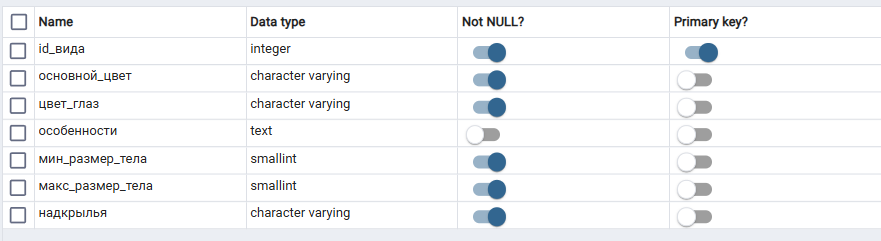 Name Data type Not NULL? Primary key?
id_вида integer
основной_цвет character varying
цвет_глаз character varying
особенности text
мин_размер_тела smallint
макс_размер_тела smallint
надкрылья character varying